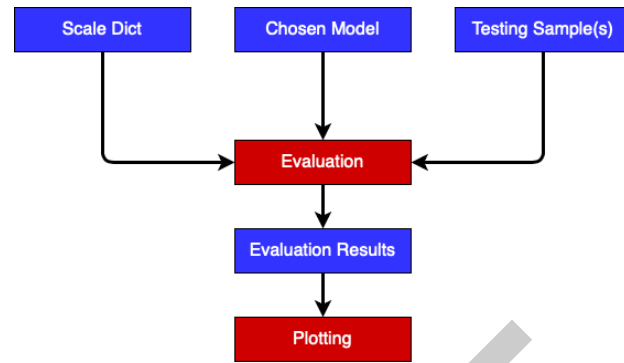 Scale Dict
Chosen Model
Testing Sample(s)
Evaluation
Evaluation Results
Plotting